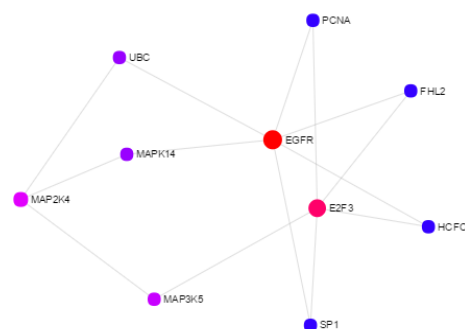 PCNA
UBC
FHL2
EGFR
MAPK14
MAP2K4
E2F3
HCFC
MAP3K5
SP1